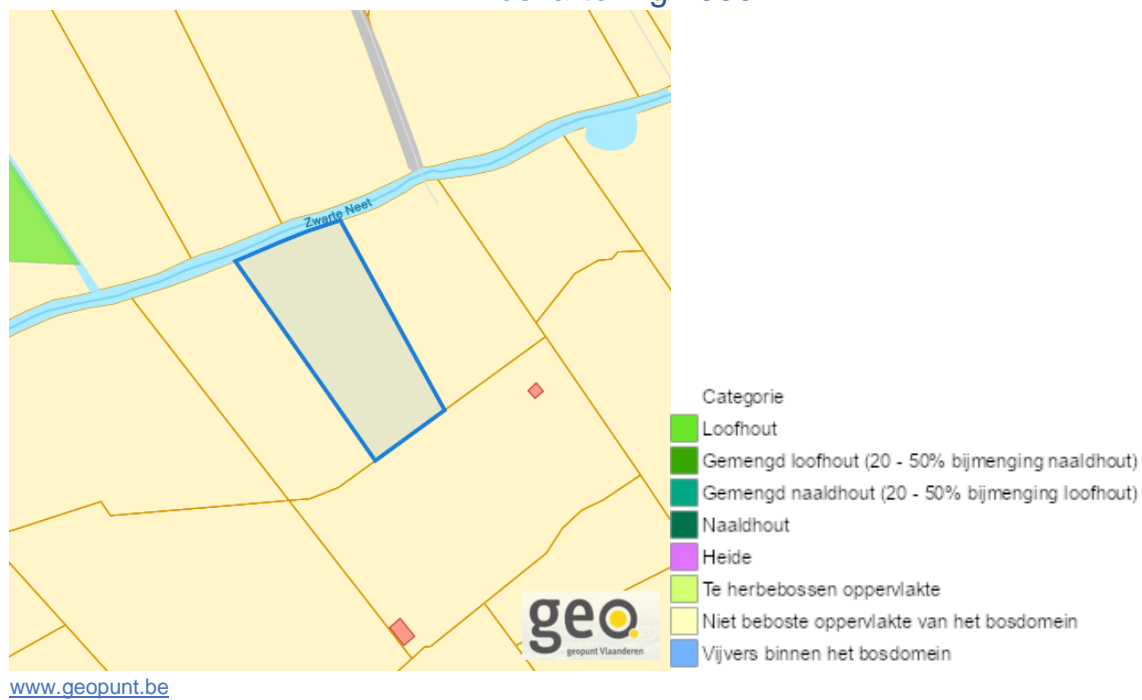 Zwarte Neet
Categorie
Loofhout
Gemengd loofhout (20 - 50% bijmenging naaldhout)
Gemengd naaldhout (20 - 50% bijmenging loofhout)
Naaldhout
Heide
Te herbebossen oppervlakte
Niet beboste oppervlakte van het bosdomein
Vijvers binnen het bosdomein
geo
geopunt Vlaanderen
www.geopunt.be